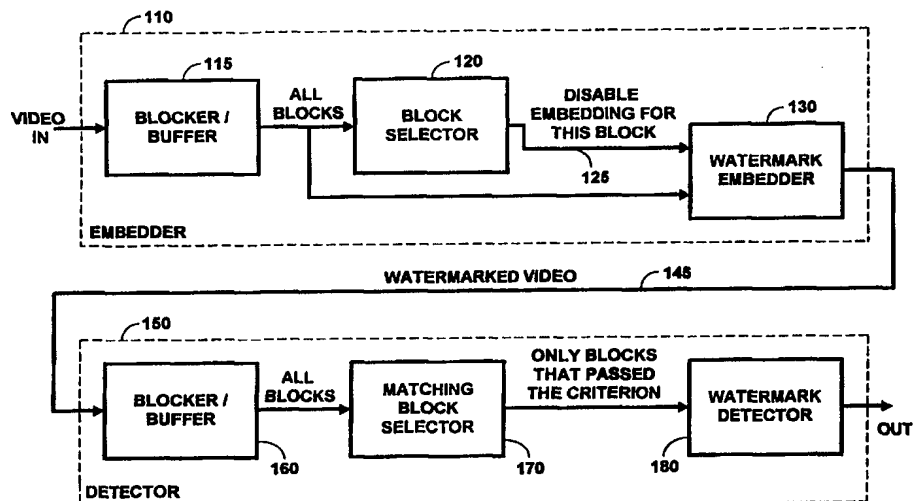 110
115
120
130
VIDEO
IN
BLOCKER /
BUFFER
ALL
BLOCKS
BLOCK
SELECTOR
DISABLE
EMBEDDING FOR
THIS BLOCK
125
WATERMARK
EMBEDDER
EMBEDDER
WATERMARKED VIDEO
145
150
BLOCKER /
BUFFER
160
ALL
BLOCKS
MATCHING
BLOCK
SELECTOR
170
ONLY BLOCKS
THAT PASSED
THE CRITERION
WATERMARK
DETECTOR
180
OUT
DETECTOR